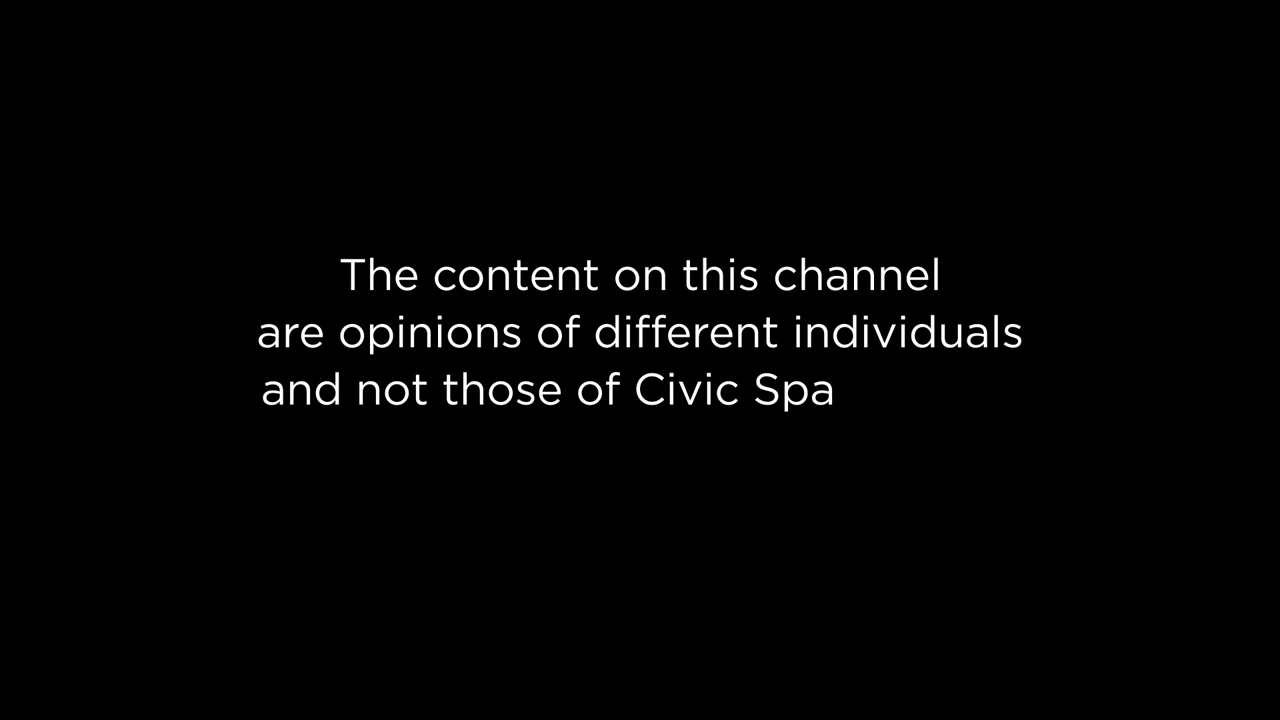 The content on this channel
are opinions of different individuals
and not those of Civic Spa